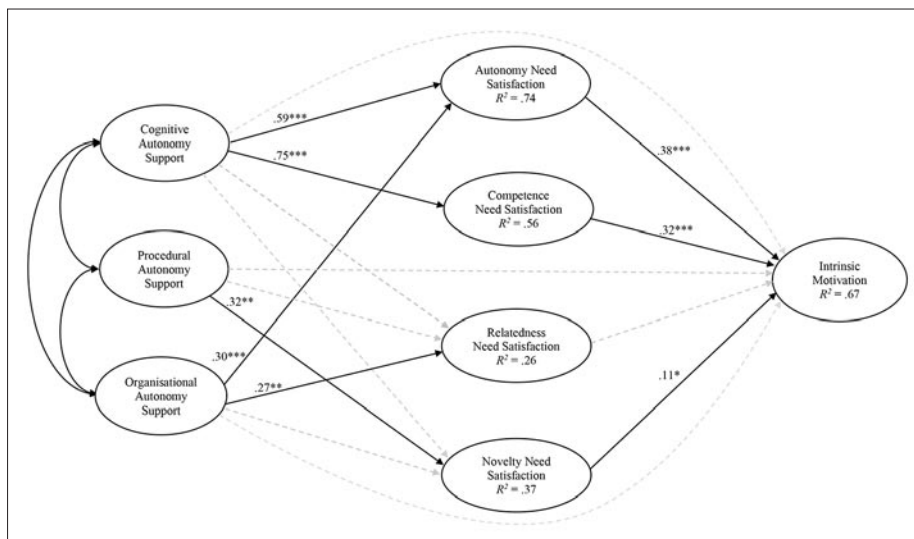 Autonomy Need
Satisfaction
R² = .74
.59***
Cognitive
Autonomy
Support
.38***
.75***
Competence
Need Satisfaction
R² = .56
.32***
Procedural
Autonomy
Support
Intrinsic
Motivation
R² = .67
.32**
Relatedness
Need Satisfaction
R² = .26
.30***
Organisational
Autonomy
Support
.27**
.11*
Novelty Need
Satisfaction
R² = .37